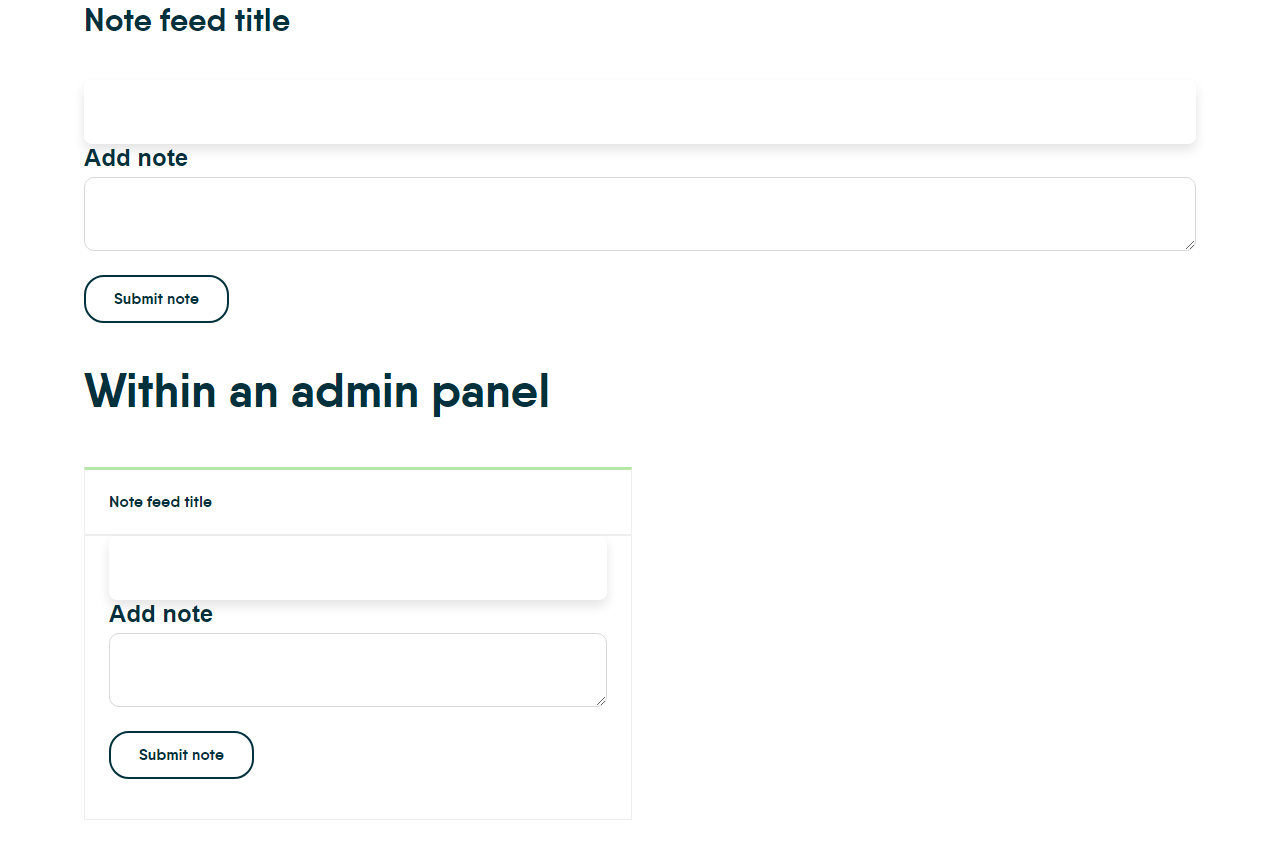 Note feed title
Add note
Submit note
Within an admin panel
Note feed title
Add note
Submit note